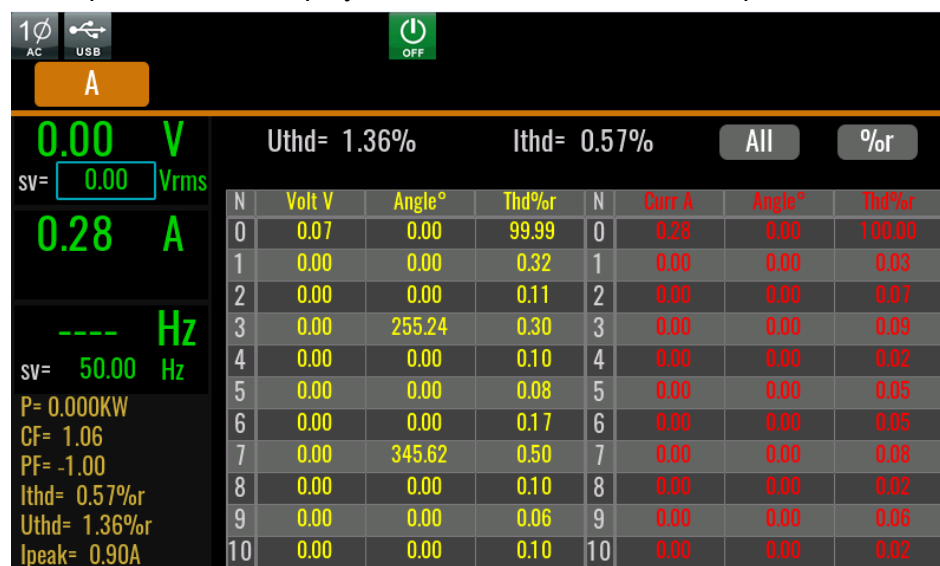 1Ø AC USB OFF
A
0.00 V
sv= 0.00 Vrms
0.28 A
---- Hz
sv= 50.00 Hz
P= 0.000KW
CF= 1.06
PF= -1.00
Ithd= 0.57%r
Uthd= 1.36%r
Ipeak= 0.90A
Uthd= 1.36% Ithd= 0.57% All %r
N Volt V Angle° Thd%r N Curr A Angle° Thd%r
0 0.07 0.00 99.99 0 0.28 0.00 100.00
1 0.00 0.00 0.32 1 0.00 0.00 0.03
2 0.00 0.00 0.11 2 0.00 0.00 0.07
3 0.00 255.24 0.30 3 0.00 0.00 0.09
4 0.00 0.00 0.10 4 0.00 0.00 0.02
5 0.00 0.00 0.08 5 0.00 0.00 0.05
6 0.00 0.00 0.17 6 0.00 0.00 0.05
7 0.00 345.62 0.50 7 0.00 0.00 0.08
8 0.00 0.00 0.10 8 0.00 0.00 0.02
9 0.00 0.00 0.06 9 0.00 0.00 0.06
10 0.00 0.00 0.10 10 0.00 0.00 0.02